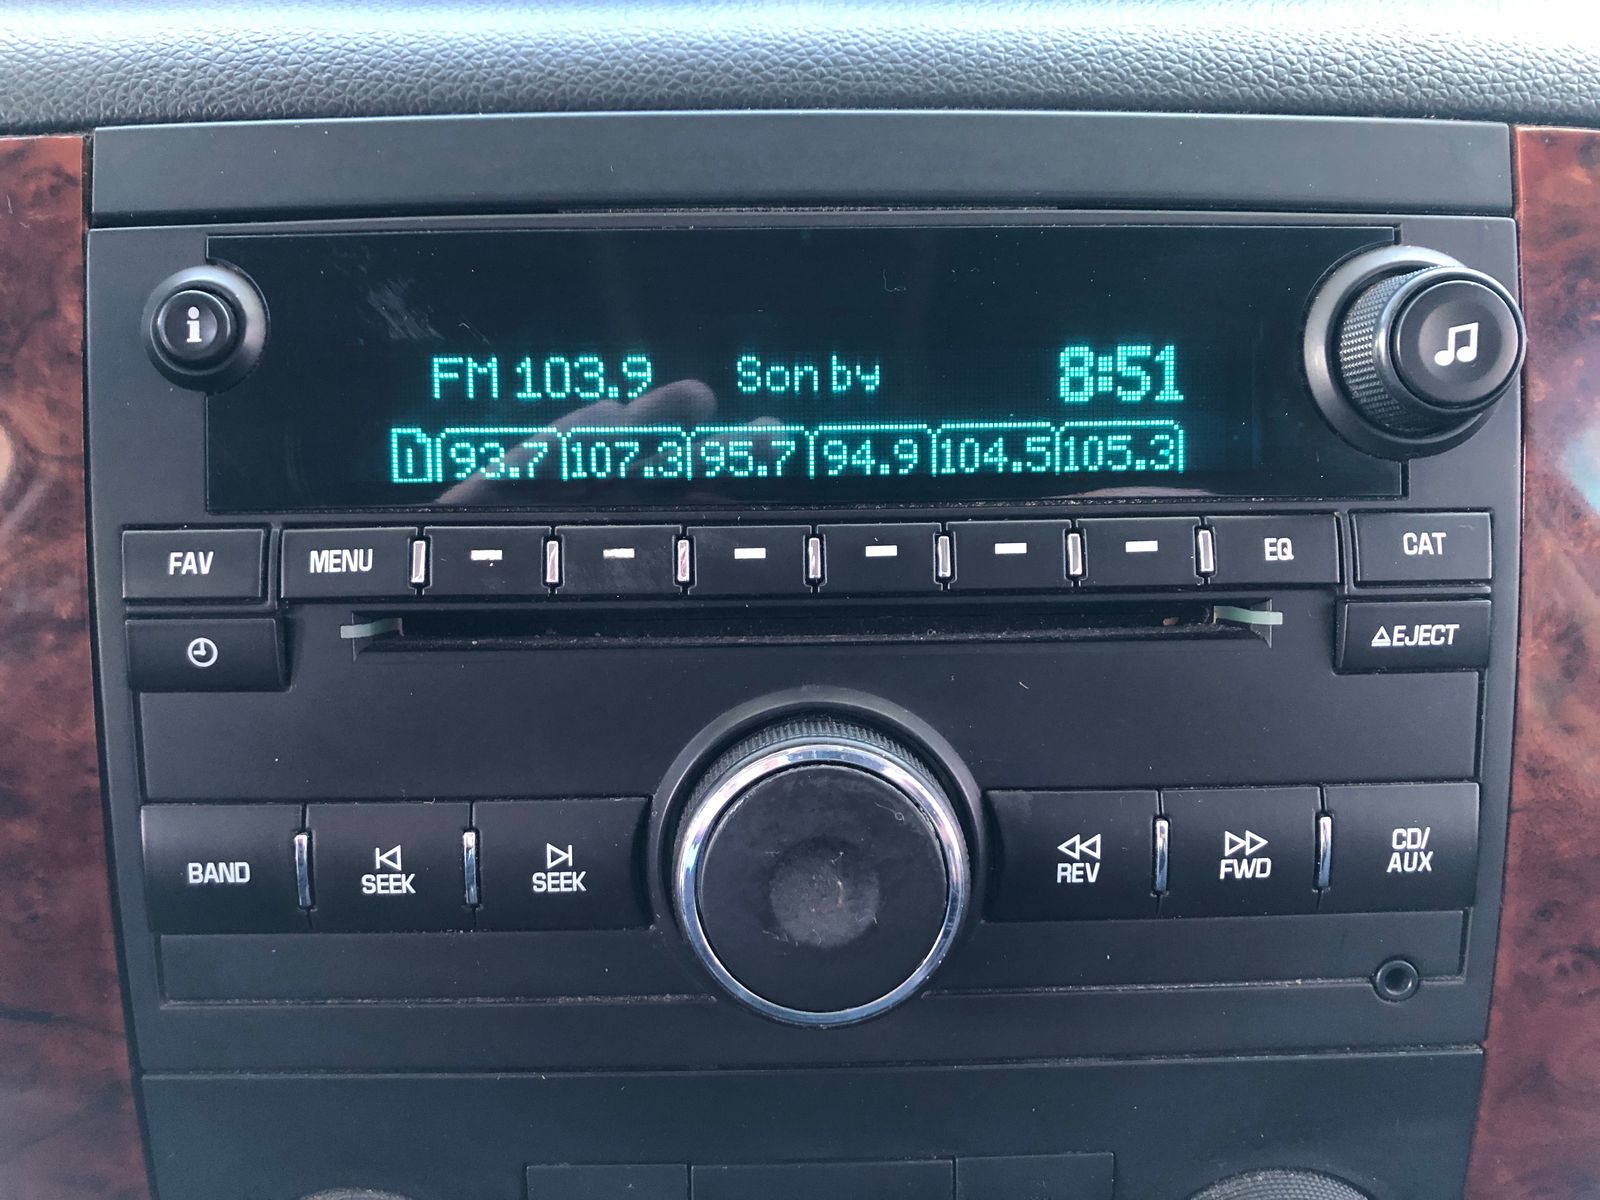 FM 103.9 Son by 8:51
1 93.7 107.3 95.7 94.9 104.5 105.3
FAV MENU EQ CAT
EJECT
BAND SEEK SEEK REV FWD CD/
AUX